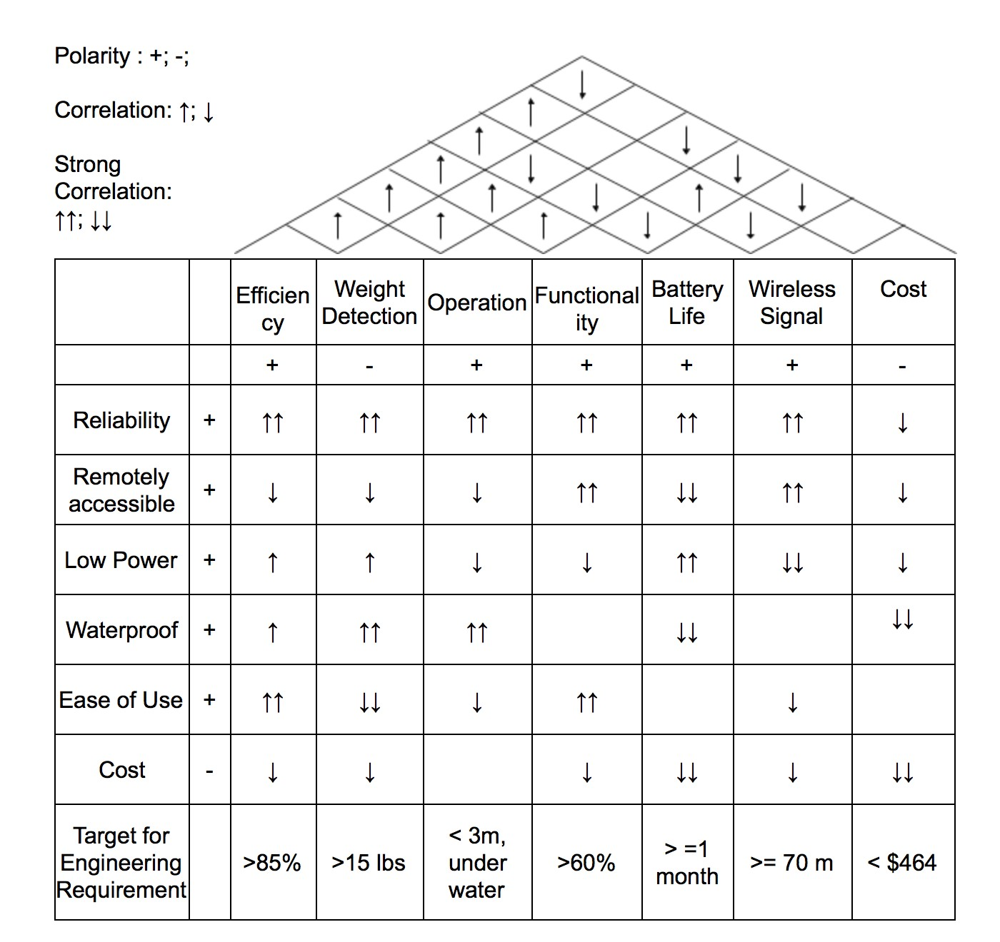 Polarity : +; -;
Correlation: ↑; ↓
Strong
Correlation:
↑↑; ↓↓
↓
↑
↑ ↓
↑ ↓ ↓
↑ ↑ ↓ ↑ ↓
↑ ↑ ↑ ↓ ↓
Efficien
cy
Weight
Detection
Operation
Functional
ity
Battery
Life
Wireless
Signal
Cost
+ - + + + + -
Reliability + ↑↑ ↑↑ ↑↑ ↑↑ ↑↑ ↑↑ ↓
Remotely
accessible + ↓ ↓ ↓ ↑↑ ↓↓ ↑↑ ↓
Low Power + ↑ ↑ ↓ ↓ ↑↑ ↓↓ ↓
Waterproof + ↑ ↑↑ ↑↑ ↓↓ ↓↓
Ease of Use + ↑↑ ↓↓ ↓ ↑↑ ↓
Cost - ↓ ↓ ↓ ↓↓ ↓ ↓↓
Target for
Engineering
Requirement
>85%
>15 lbs
< 3m,
under
water
>60%
> =1
month
>= 70 m
< $464